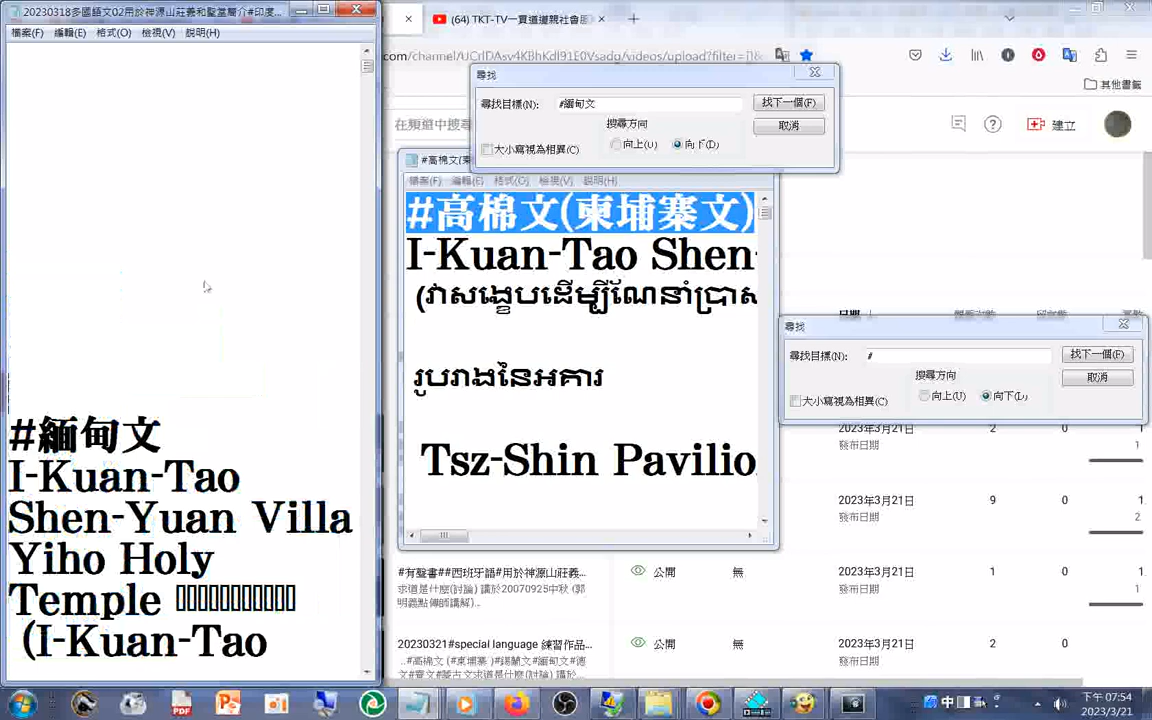 20230318多國語文02用於神源山莊義和聖堂簡介#印度...
檔案(F) 編輯(E) 格式(O) 檢視(V) 說明(H)
#緬甸文
I-Kuan-Tao
Shen-Yuan Villa
Yiho Holy
Temple
(I-Kuan-Tao
(64) TKT-TV一貫道道親社會服
在頻道中搜尋
其他書籤
建立
尋找
尋找目標(N): #緬甸文
找下一個(F)
搜尋方向
取消
大小寫視為相異(C)
向上(U) 向下(D)
#高棉文(柬
檔案(F) 編輯(E) 格式(O) 檢視(V) 說明(H)
#高棉文(柬埔寨文)
I-Kuan-Tao Shen-
(វាសង្ខេបដើម្បីណែនាំប្រាស
រូបរាងនៃអគារ
Tsz-Shin Pavilio
尋找
尋找目標(N): #
找下一個(F)
搜尋方向
取消
大小寫視為相異(C)
向上(U) 向下(D)
2023年3月21日 2 0 1
發布日期 1
2023年3月21日 9 0 1
發布日期 2
#有聲書##西班牙語#用於神源山莊義...
求道是什麼(討論) 講於20070925中秋 (郭
明義點傳師講解)...
公開 無 2023年3月21日 1 0 1
發布日期 1
20230321#special language 練習作品...
...#高棉文 (#柬埔寨 )#錫蘭文#緬甸文#德
公開 無 2023年3月21日 2 0
發布日期
中
下午 07:54
2023/3/21